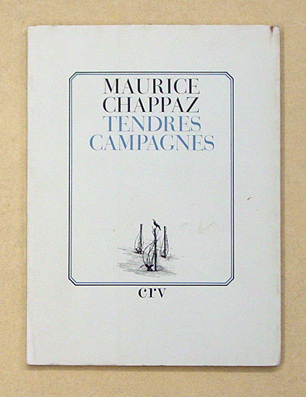 MAURICE
CHAPPAZ
TENDRES
CAMPAGNES
crv